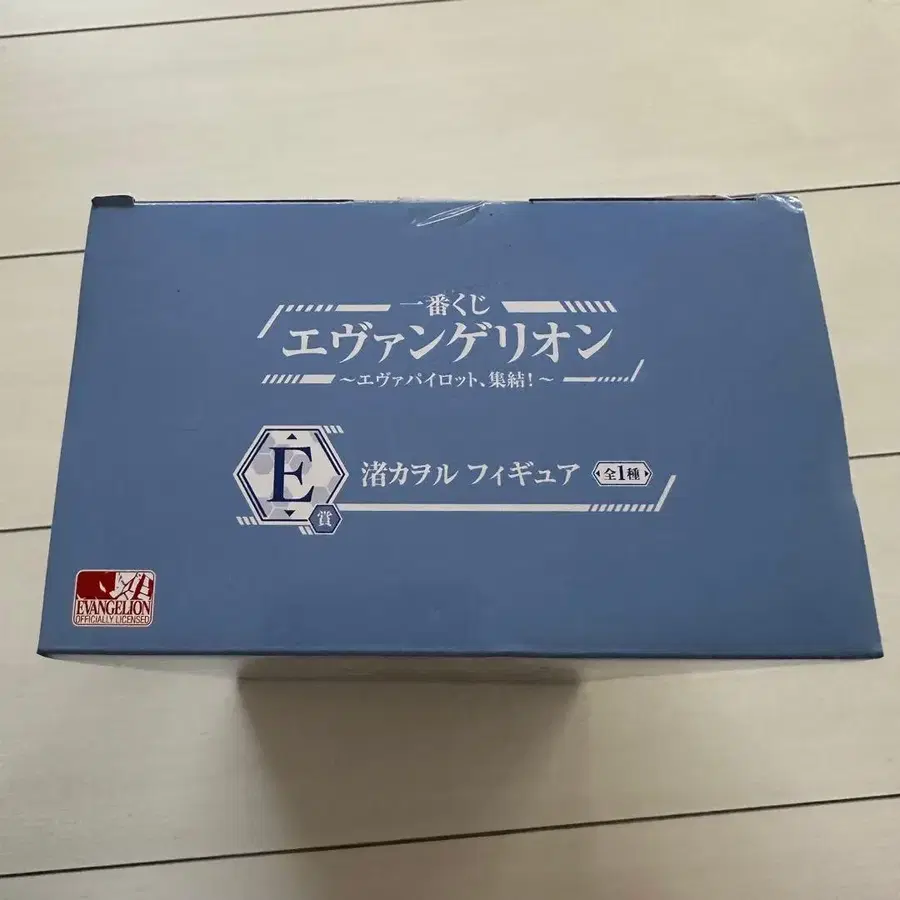 一番くじ
エヴァンゲリオン
～エヴァパイロット、集結！～
E
賞
渚カヲル フィギュア 全1種
EVANGELION
OFFICIALLY LICENSED